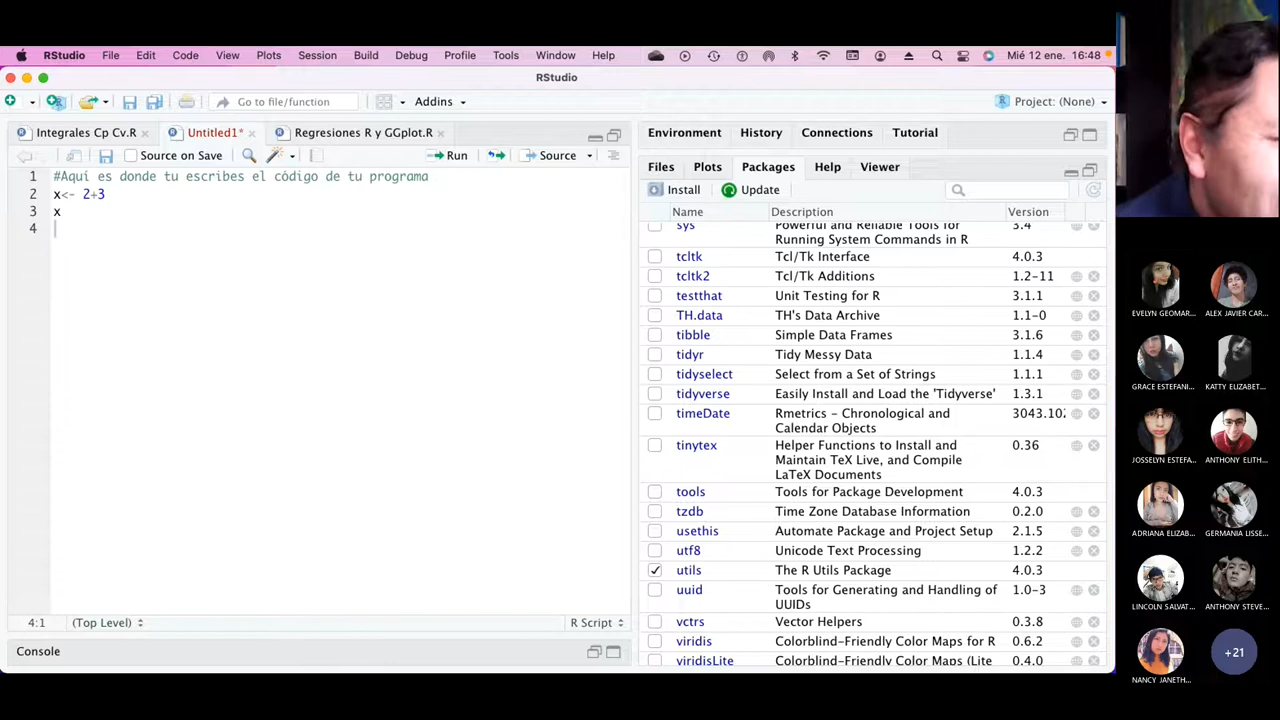 RStudio File Edit Code View Plots Session Build Debug Profile Tools Window Help Mié 12 ene. 16:48
RStudio
Go to file/function Addins Project: (None)
Integrales Cp Cv.R Untitled1* Regresiones R y GGplot.R
Source on Save Run Source
1 #Aquí es donde tu escribes el código de tu programa
2 x<- 2+3
3 x
4
4:1 (Top Level) R Script
Console
Environment History Connections Tutorial
Files Plots Packages Help Viewer
Install Update
Name Description Version
sys Powerful and Reliable Tools for 3.4
Running System Commands in R
tcltk Tcl/Tk Interface 4.0.3
tcltk2 Tcl/Tk Additions 1.2-11
testthat Unit Testing for R 3.1.1
TH.data TH's Data Archive 1.1-0
tibble Simple Data Frames 3.1.6
tidyr Tidy Messy Data 1.1.4
tidyselect Select from a Set of Strings 1.1.1
tidyverse Easily Install and Load the 'Tidyverse' 1.3.1
timeDate Rmetrics - Chronological and 3043.10
Calendar Objects
tinytex Helper Functions to Install and 0.36
Maintain TeX Live, and Compile
LaTeX Documents
tools Tools for Package Development 4.0.3
tzdb Time Zone Database Information 0.2.0
usethis Automate Package and Project Setup 2.1.5
utf8 Unicode Text Processing 1.2.2
utils The R Utils Package 4.0.3
uuid Tools for Generating and Handling of 1.0-3
UUIDs
vctrs Vector Helpers 0.3.8
viridis Colorblind-Friendly Color Maps for R 0.6.2
viridisLite Colorblind-Friendly Color Maps (Lite 0.4.0
EVELYN GEOMAR... ALEX JAVIER CAR...
GRACE ESTEFANI... KATTY ELIZABET...
JOSSELYN ESTEFA... ANTHONY ELITH...
ADRIANA ELIZAB... GERMANIA LISSE...
LINCOLN SALVAT... ANTHONY STEVE...
NANCY JANETH... +21